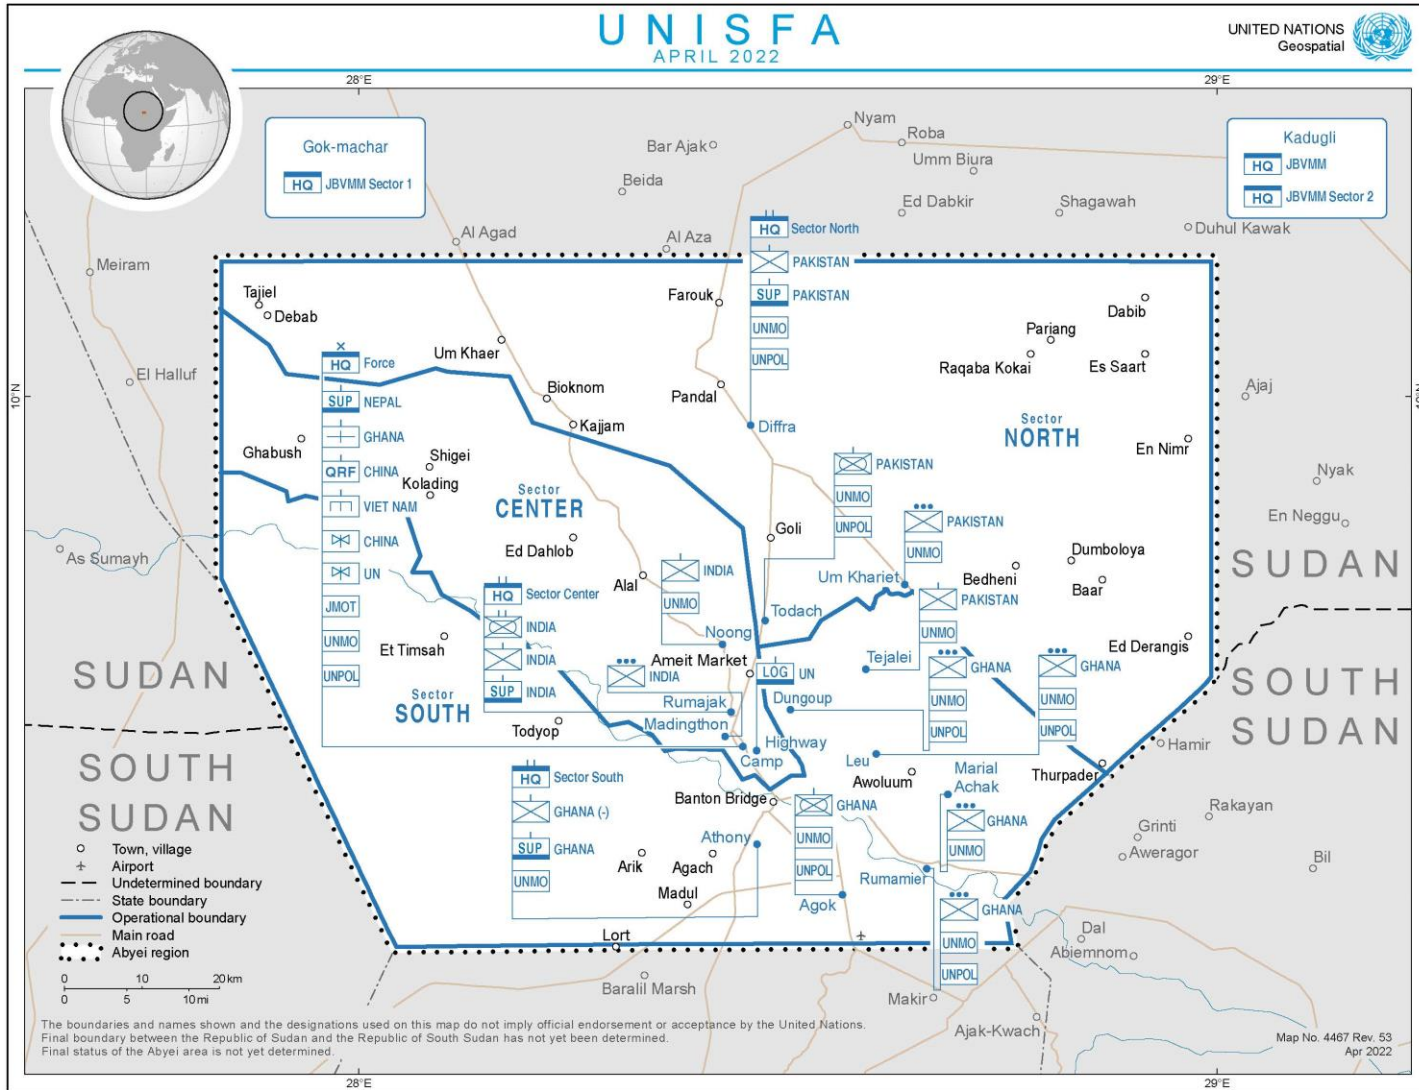 UNISFA
APRIL 2022
UNITED NATIONS
Geospatial
28°E
29°E
Gok-machar
HQ JBVMM Sector 1
Kadugli
HQ JBVMM
HQ JBVMM Sector 2
Nyam
Roba
Bar Ajak
Umm Biura
Beida
Ed Dabkir
Shagawah
Duhul Kawak
Al Agad
Al Aza
Meiram
HQ Sector North
PAKISTAN
SUP PAKISTAN
UNMO
UNPOL
Tajiel
Debab
Farouk
Dabib
Pariang
Raqaba Kokai
Es Saart
Um Khaer
HQ Force
SUP NEPAL
GHANA
QRF CHINA
VIET NAM
CHINA
UN
JMOT
UNMO
UNPOL
El Halluf
Bioknom
Pandal
Ajaj
10°N
10°N
Kajjam
Diffra
Sector
NORTH
Ghabush
Shigei
Kolading
En Nimr
Nyak
En Neggu
Sector
CENTER
PAKISTAN
UNMO
UNPOL
PAKISTAN
UNMO
Goli
Ed Dahlob
As Sumayh
Dumboloya
Bedheni
Baar
SUDAN
Alal
INDIA
UNMO
Um Khariet
PAKISTAN
UNMO
HQ Sector Center
INDIA
INDIA
SUP INDIA
Todach
Noong
Et Timsah
Ed Derangis
Ameit Market
LOG UN
Tejalei
GHANA
UNMO
UNPOL
GHANA
UNMO
UNPOL
INDIA
SUDAN
SOUTH
SUDAN
Sector
SOUTH
Rumajak
Dungoup
Madingthon
Todyop
Highway
Camp
Leu
Hamir
SOUTH
SUDAN
HQ Sector South
GHANA (-)
SUP GHANA
UNMO
Awoluum
Marial
Achak
Thurpader
Banton Bridge
GHANA
UNMO
UNPOL
GHANA
UNMO
Rakayan
Grinti
Aweragor
Bil
Athony
Arik
Agach
Madul
Rumamier
Agok
GHANA
UNMO
UNPOL
Lort
Dal
Abiemnom
Baralil Marsh
Makir
Ajak-Kwach
Town, village
Airport
Undetermined boundary
State boundary
Operational boundary
Main road
Abyei region
0 10 20 km
0 5 10 mi
The boundaries and names shown and the designations used on this map do not imply official endorsement or acceptance by the United Nations.
Final boundary between the Republic of Sudan and the Republic of South Sudan has not yet been determined.
Final status of the Abyei area is not yet determined.
Map No. 4467 Rev. 53
Apr 2022
28°E
29°E